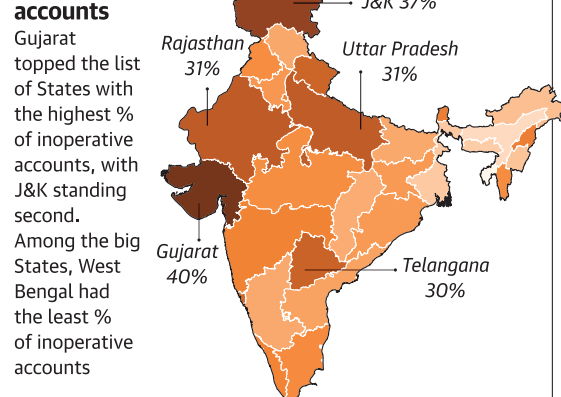 accounts
Gujarat
topped the list
of States with
the highest %
of inoperative
accounts, with
J&K standing
second.
Among the big
States, West
Bengal had
the least %
of inoperative
accounts
J&K 37%
Rajasthan
31%
Uttar Pradesh
31%
Gujarat
40%
Telangana
30%